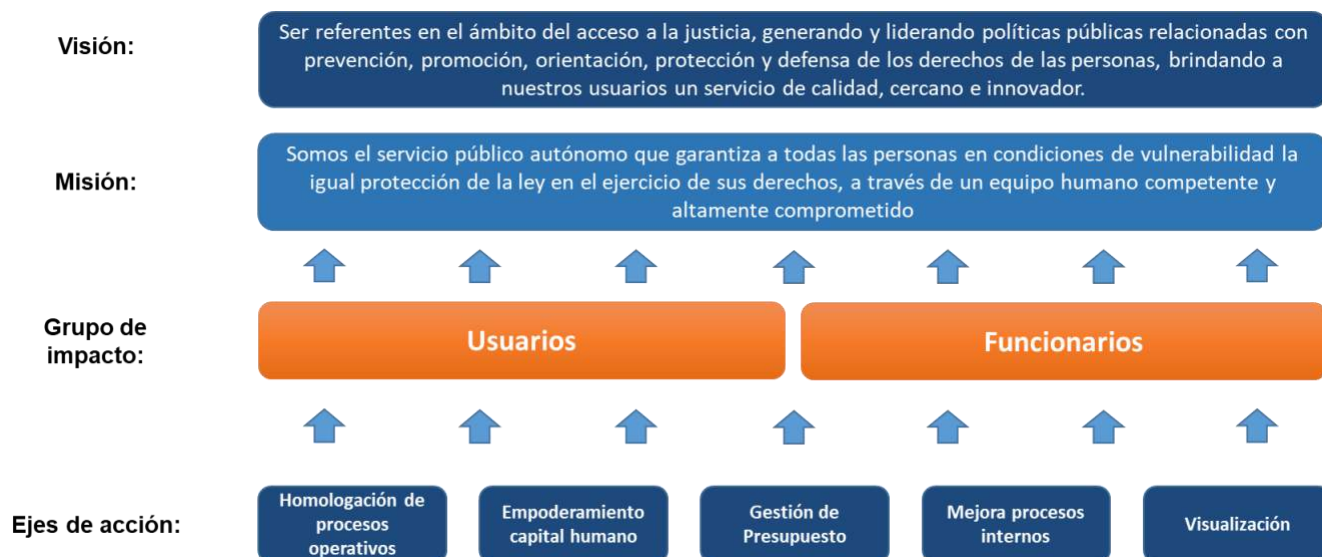 Visión:
Ser referentes en el ámbito del acceso a la justicia, generando y liderando políticas públicas relacionadas con
prevención, promoción, orientación, protección y defensa de los derechos de las personas, brindando a
nuestros usuarios un servicio de calidad, cercano e innovador.
Misión:
Somos el servicio público autónomo que garantiza a todas las personas en condiciones de vulnerabilidad la
igual protección de la ley en el ejercicio de sus derechos, a través de un equipo humano competente y
altamente comprometido
Grupo de
impacto:
Usuarios
Funcionarios
Ejes de acción:
Homologación de
procesos
operativos
Empoderamiento
capital humano
Gestión de
Presupuesto
Mejora procesos
internos
Visualización